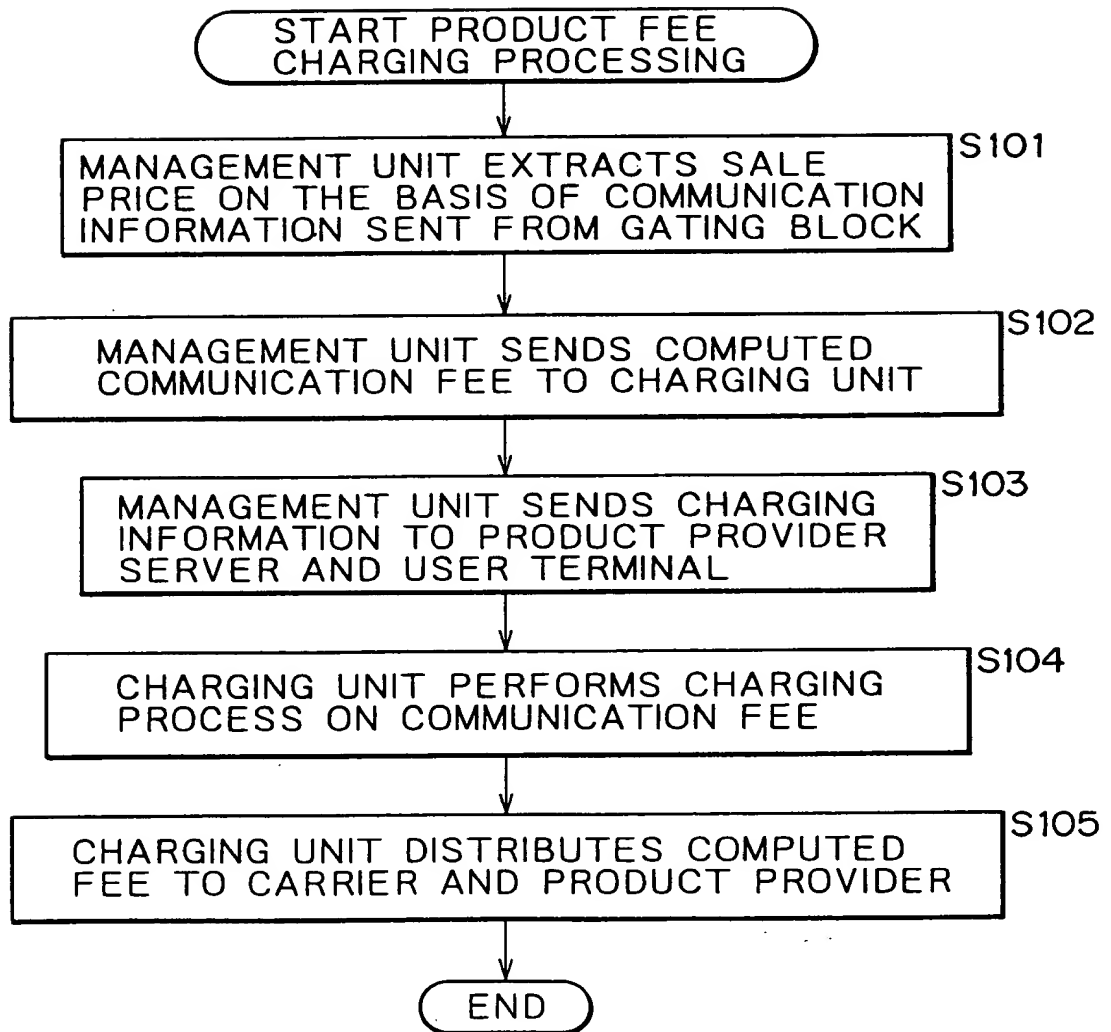 START PRODUCT FEE
CHARGING PROCESSING
S101
MANAGEMENT UNIT EXTRACTS SALE
PRICE ON THE BASIS OF COMMUNICATION
INFORMATION SENT FROM GATING BLOCK
S102
MANAGEMENT UNIT SENDS COMPUTED
COMMUNICATION FEE TO CHARGING UNIT
S103
MANAGEMENT UNIT SENDS CHARGING
INFORMATION TO PRODUCT PROVIDER
SERVER AND USER TERMINAL
S104
CHARGING UNIT PERFORMS CHARGING
PROCESS ON COMMUNICATION FEE
S105
CHARGING UNIT DISTRIBUTES COMPUTED
FEE TO CARRIER AND PRODUCT PROVIDER
END